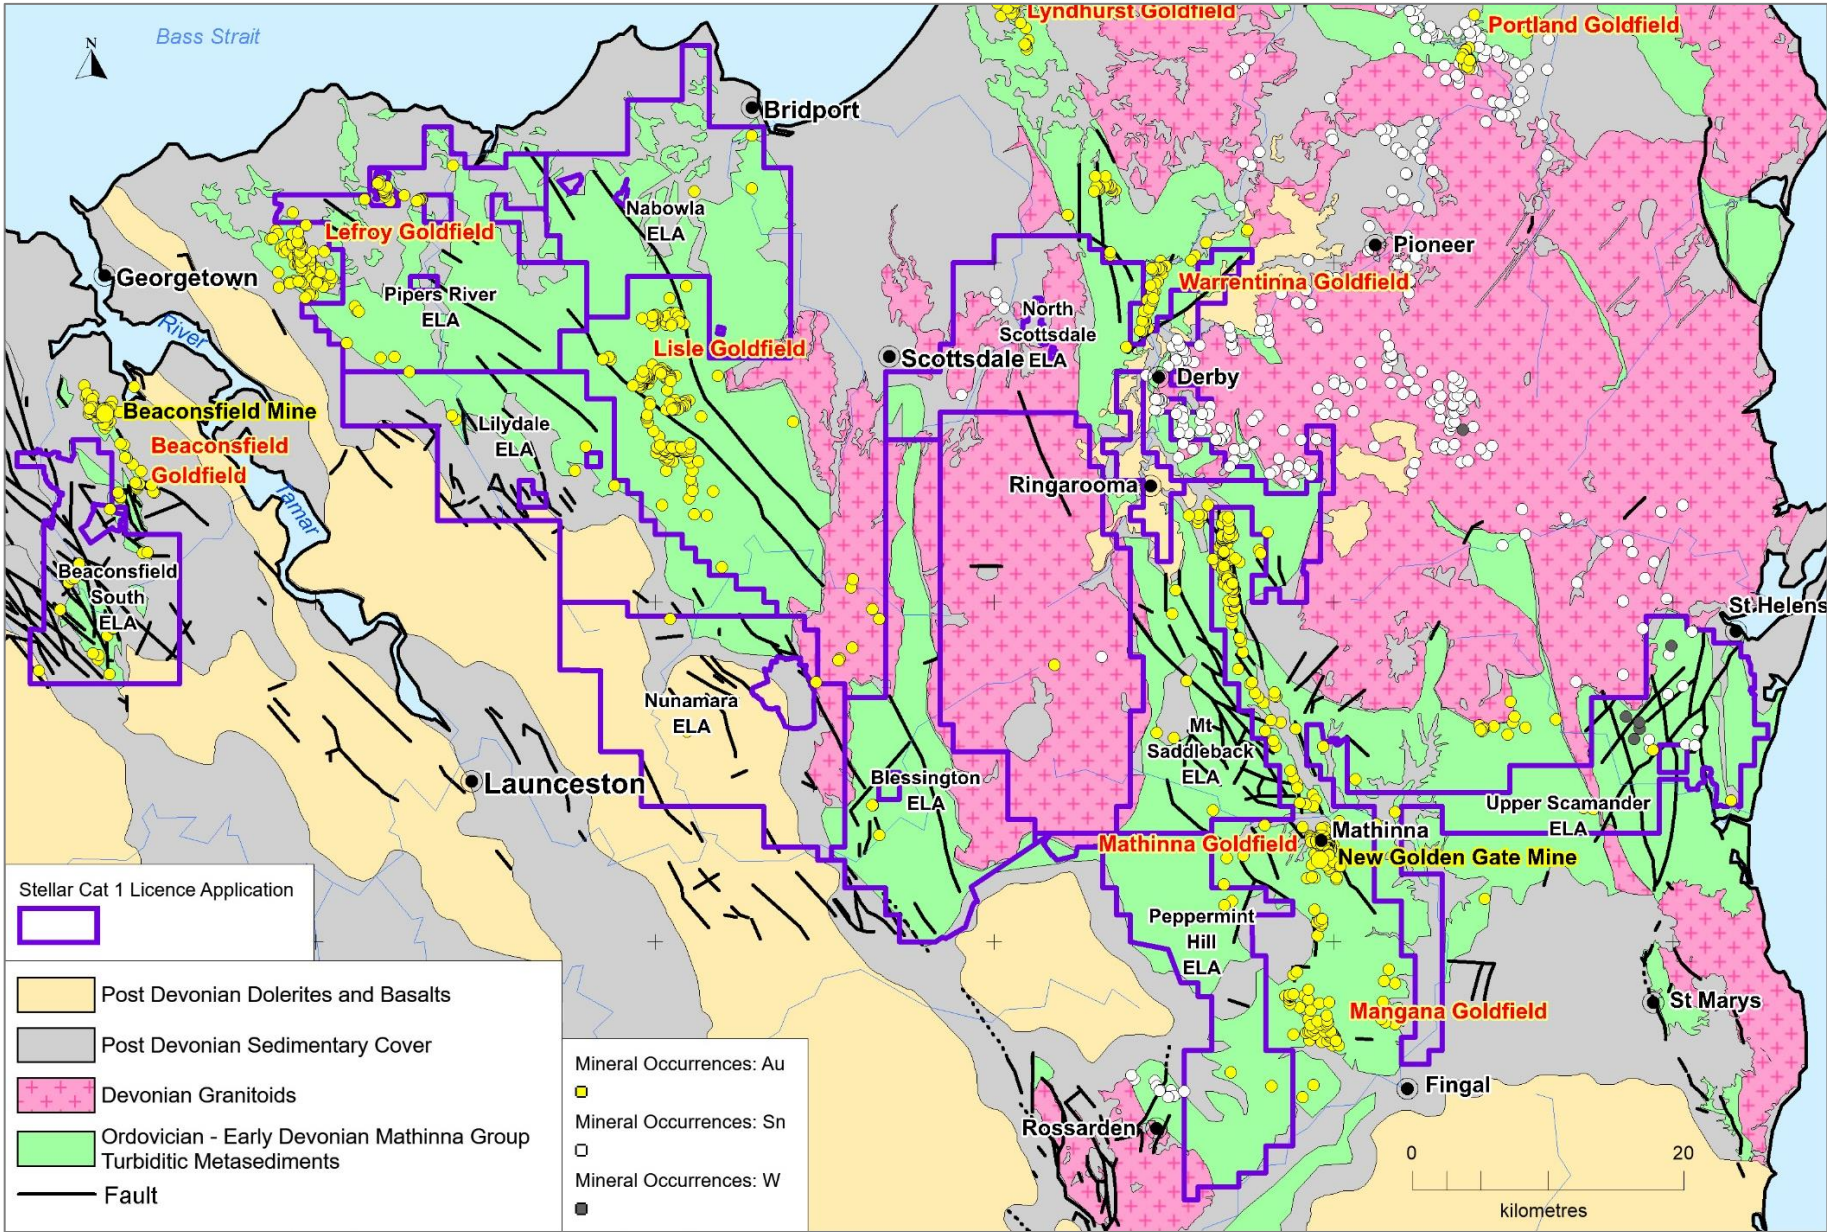 Lyndhurst Goldfield
Portland Goldfield
Bass Strait
N
Bridport
Nabowla
ELA
Lefroy Goldfield
Pioneer
Georgetown
Warrentinna Goldfield
Pipers River
ELA
North
Scottsdale
ELA
River
Lisle Goldfield
Scottsdale
Derby
Beaconsfield Mine
Lilydale
ELA
Beaconsfield
Goldfield
Ringarooma
Tamar
Beaconsfield
South
ELA
St Helens
Nunamara
ELA
Mt
Saddleback
ELA
Launceston
Blessington
ELA
Upper Scamander
ELA
Mathinna
Mathinna Goldfield
New Golden Gate Mine
Peppermint
Hill
ELA
Mangana Goldfield
St Marys
Fingal
Rossarden
Stellar Cat 1 Licence Application
Post Devonian Dolerites and Basalts
Post Devonian Sedimentary Cover
Devonian Granitoids
Ordovician - Early Devonian Mathinna Group
Turbiditic Metasediments
Fault
Mineral Occurrences: Au
Mineral Occurrences: Sn
Mineral Occurrences: W
0 20
kilometres